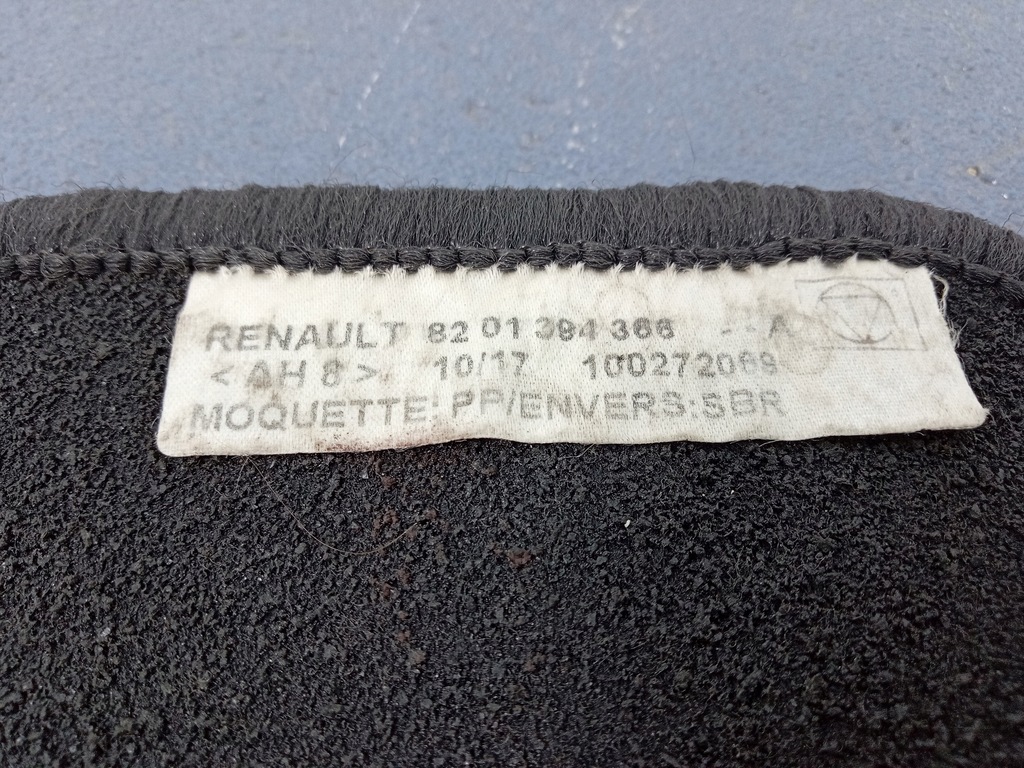 RENAULT 82 01 394 366 -- A
< AH 8 > 10/17 100272069
MOQUETTE: PP/ENVERS: SBR